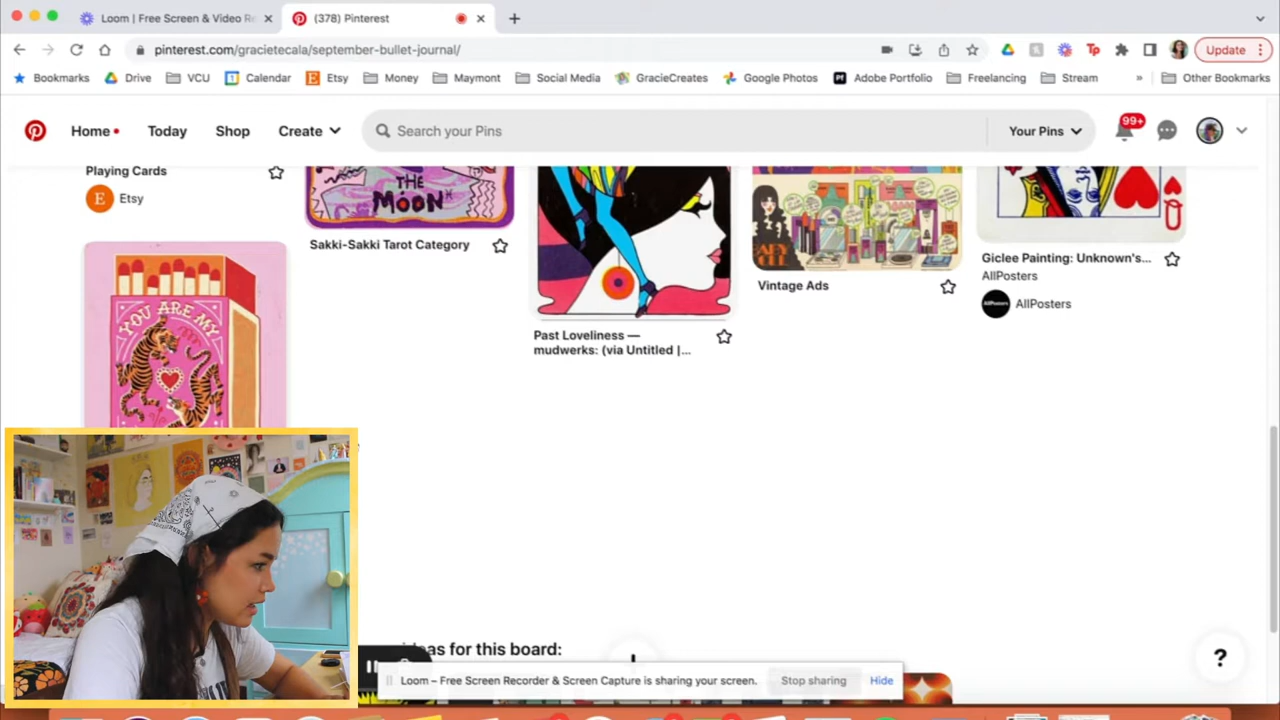 Loom | Free Screen & Video Re
(378) Pinterest
pinterest.com/gracietecala/september-bullet-journal/
Tp
Update
Bookmarks
Drive
VCU
Calendar
Etsy
Money
Maymont
Social Media
GracieCreates
Google Photos
Adobe Portfolio
Freelancing
Stream
»
Other Bookmarks
Home
Today
Shop
Create
Search your Pins
Your Pins
99+
Playing Cards
E
Etsy
THE
MOON
Sakki-Sakki Tarot Category
Past Loveliness —
mudwerks: (via Untitled |...
Vintage Ads
Q
Giclee Painting: Unknown's...
AllPosters
AllPosters
YOU ARE MY
eas for this board:
Loom – Free Screen Recorder & Screen Capture is sharing your screen.
Stop sharing
Hide
?